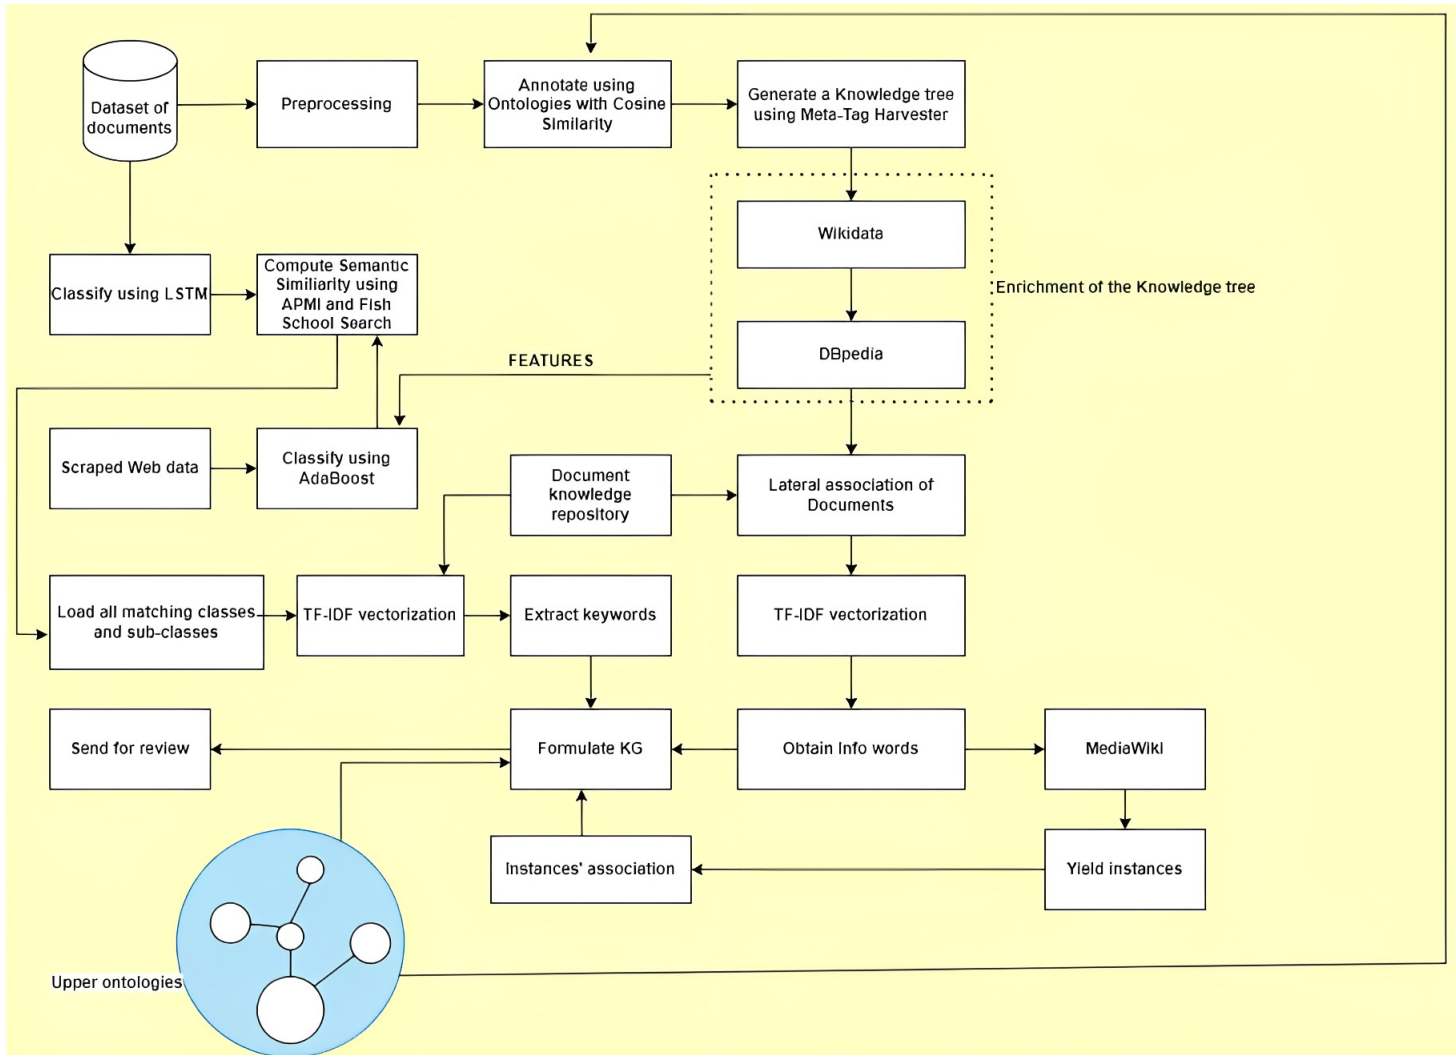 Dataset of
documents
Preprocessing
Annotate using
Ontologies with Cosine
Similarity
Generate a Knowledge tree
using Meta-Tag Harvester
Wikidata
Enrichment of the Knowledge tree
DBpedia
Classify using LSTM
Compute Semantic
Similiarity using
APMI and Fish
School Search
FEATURES
Scraped Web data
Classify using
AdaBoost
Document
knowledge
repository
Lateral association of
Documents
Load all matching classes
and sub-classes
TF-IDF vectorization
Extract keywords
TF-IDF vectorization
Send for review
Formulate KG
Obtain Info words
MediaWiki
Instances' association
Yield instances
Upper ontologies